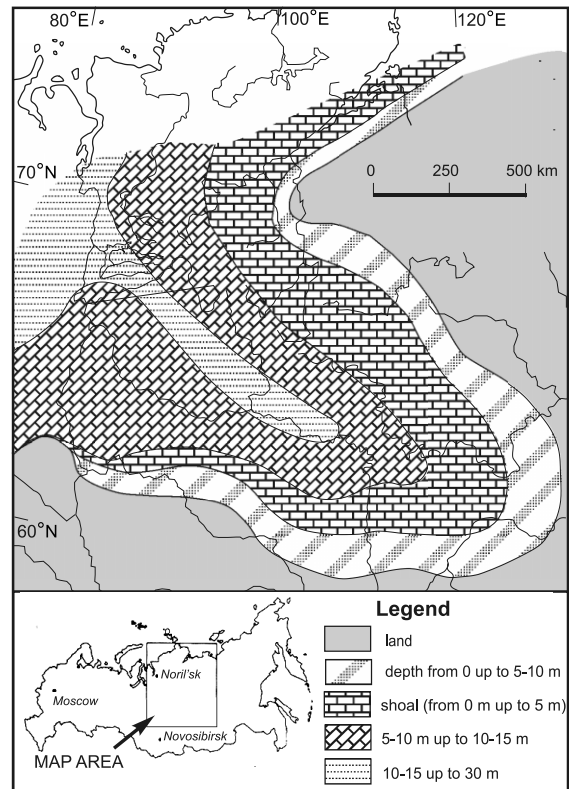 80°E
100°E
120°E
70°N
0 250 500 km
60°N
Legend
land
depth from 0 up to 5-10 m
shoal (from 0 m up to 5 m)
5-10 m up to 10-15 m
10-15 up to 30 m
Noril'sk
Moscow
Novosibirsk
MAP AREA